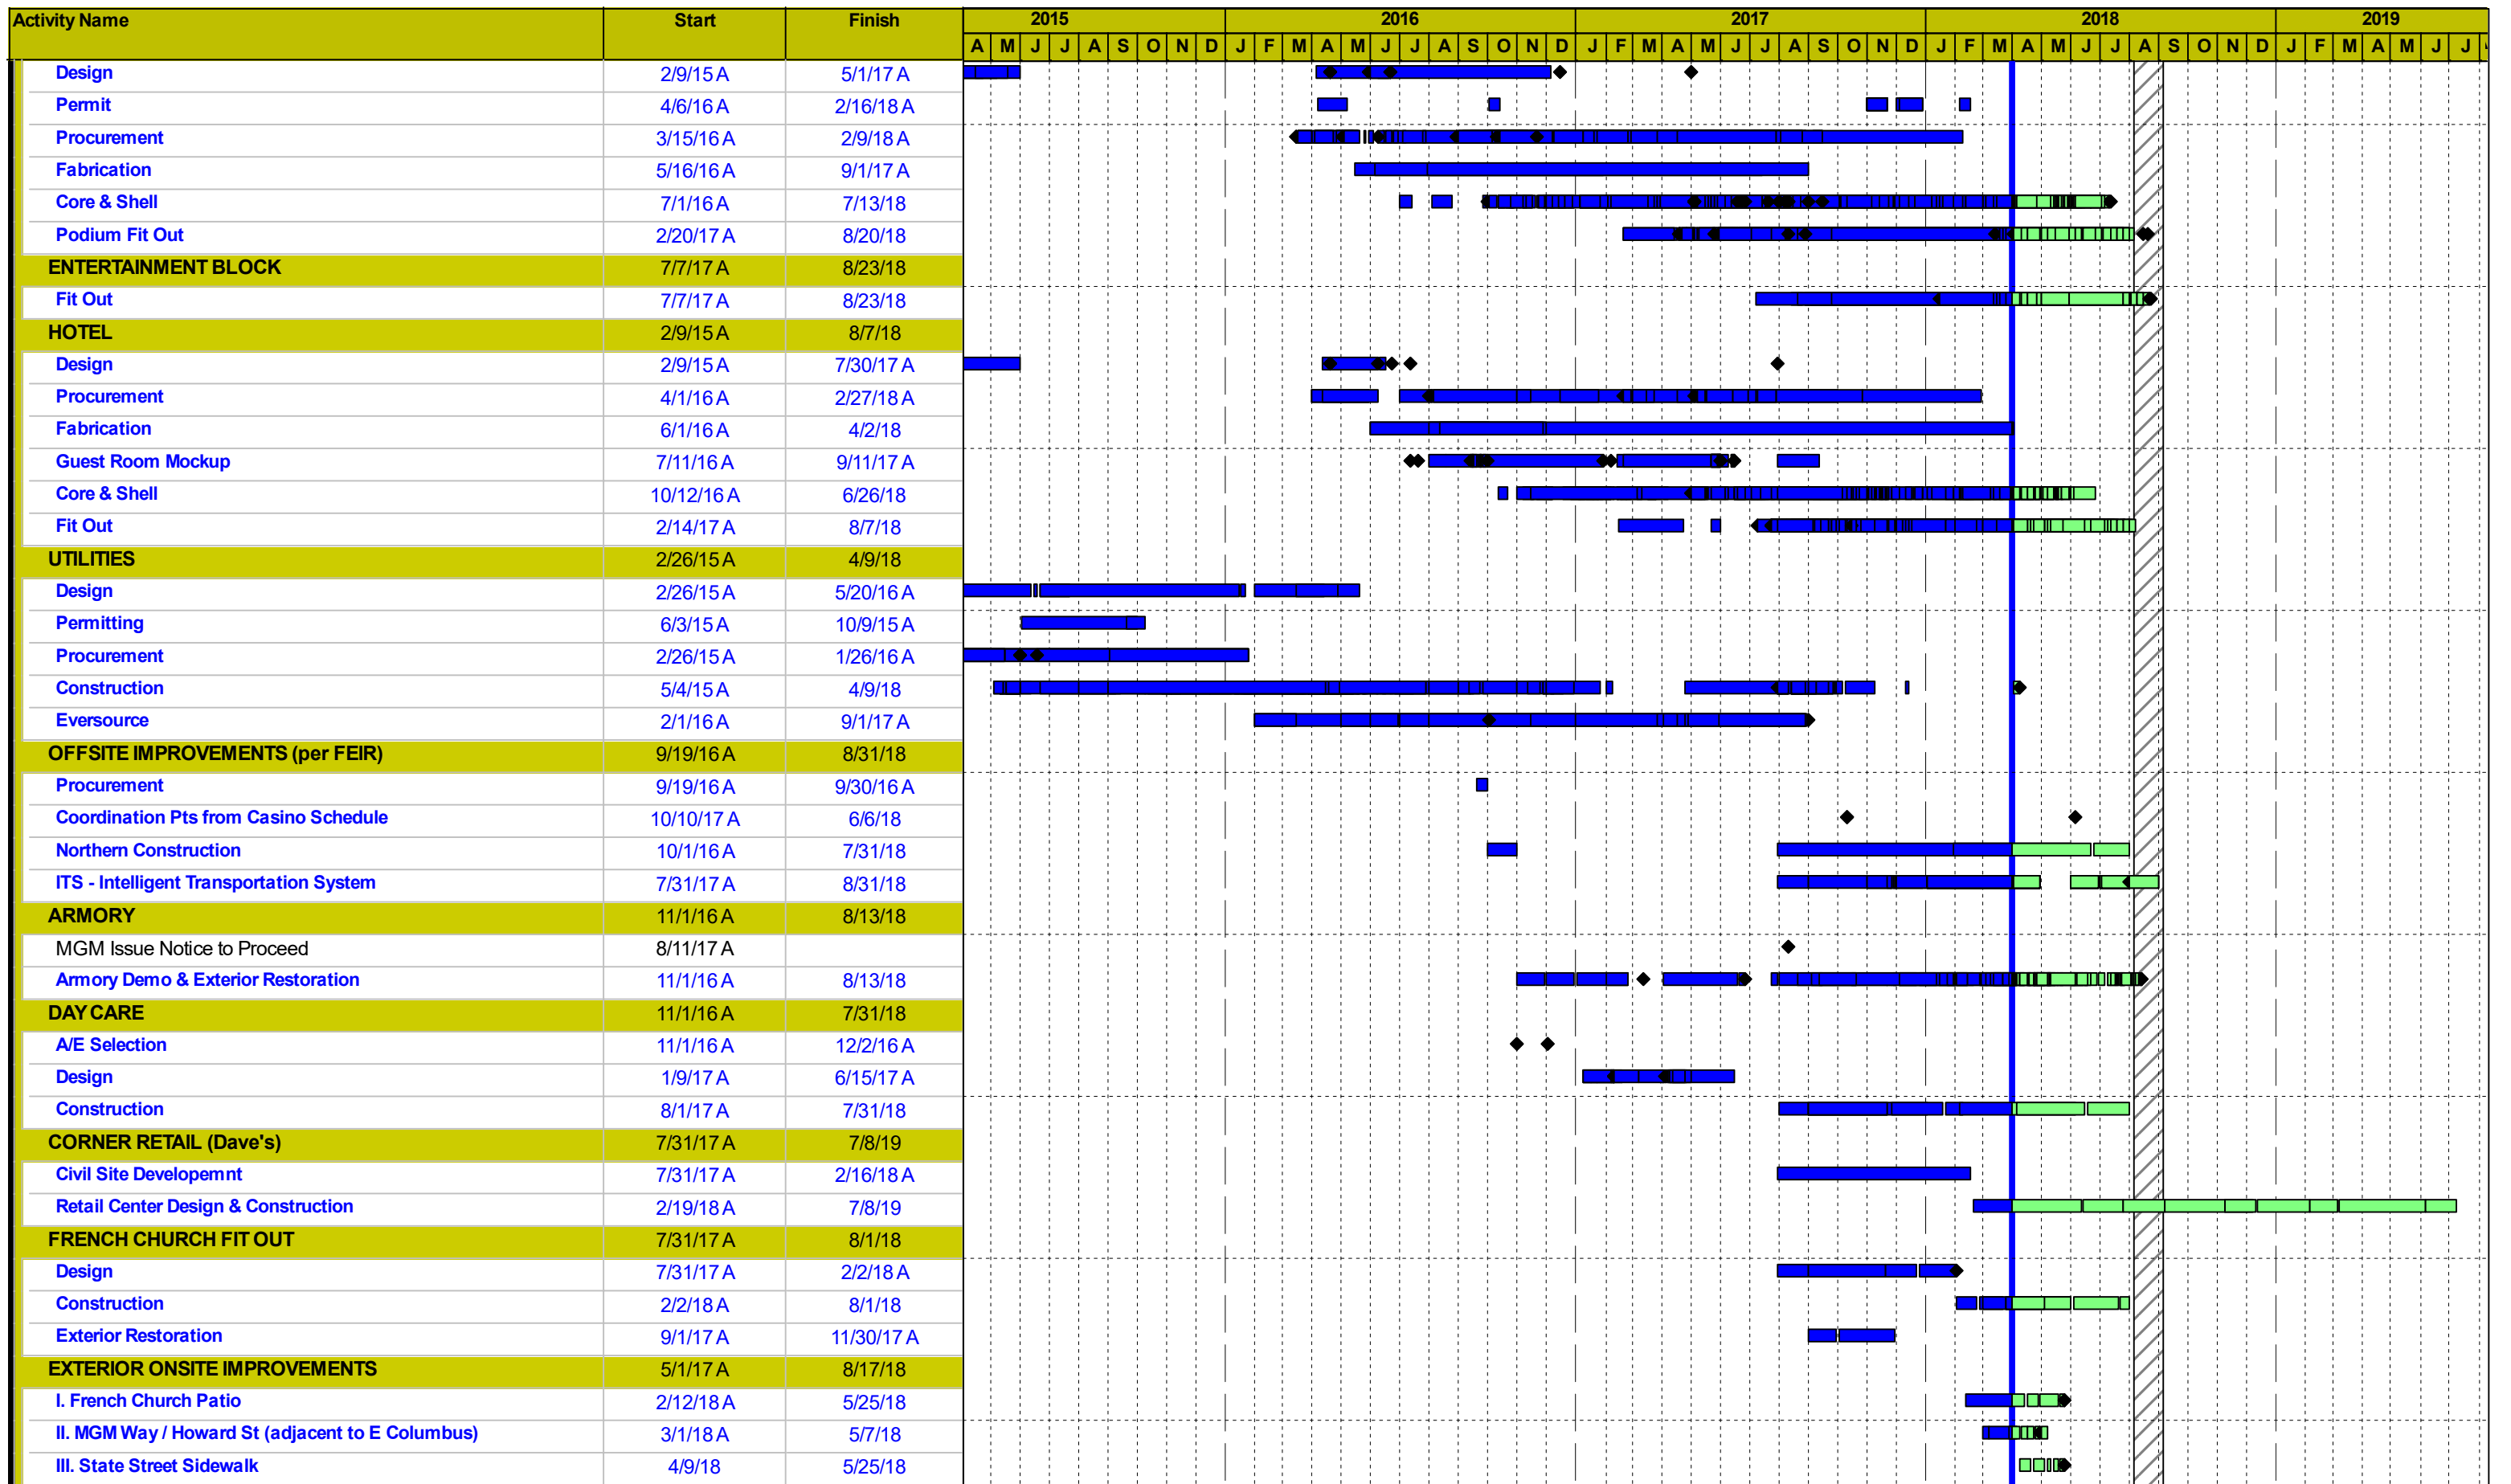 Activity Name Start Finish 2015 2016 2017 2018 2019
A M J J A S O N D J F M A M J J A S O N D J F M A M J J A S O N D J F M A M J J A S O N D J F M A M J J
Design 2/9/15 A 5/1/17 A
Permit 4/6/16 A 2/16/18 A
Procurement 3/15/16 A 2/9/18 A
Fabrication 5/16/16 A 9/1/17 A
Core & Shell 7/1/16 A 7/13/18
Podium Fit Out 2/20/17 A 8/20/18
ENTERTAINMENT BLOCK 7/7/17 A 8/23/18
Fit Out 7/7/17 A 8/23/18
HOTEL 2/9/15 A 8/7/18
Design 2/9/15 A 7/30/17 A
Procurement 4/1/16 A 2/27/18 A
Fabrication 6/1/16 A 4/2/18
Guest Room Mockup 7/11/16 A 9/11/17 A
Core & Shell 10/12/16 A 6/26/18
Fit Out 2/14/17 A 8/7/18
UTILITIES 2/26/15 A 4/9/18
Design 2/26/15 A 5/20/16 A
Permitting 6/3/15 A 10/9/15 A
Procurement 2/26/15 A 1/26/16 A
Construction 5/4/15 A 4/9/18
Eversource 2/1/16 A 9/1/17 A
OFFSITE IMPROVEMENTS (per FEIR) 9/19/16 A 8/31/18
Procurement 9/19/16 A 9/30/16 A
Coordination Pts from Casino Schedule 10/10/17 A 6/6/18
Northern Construction 10/1/16 A 7/31/18
ITS - Intelligent Transportation System 7/31/17 A 8/31/18
ARMORY 11/1/16 A 8/13/18
MGM Issue Notice to Proceed 8/11/17 A
Armory Demo & Exterior Restoration 11/1/16 A 8/13/18
DAY CARE 11/1/16 A 7/31/18
A/E Selection 11/1/16 A 12/2/16 A
Design 1/9/17 A 6/15/17 A
Construction 8/1/17 A 7/31/18
CORNER RETAIL (Dave's) 7/31/17 A 7/8/19
Civil Site Developemnt 7/31/17 A 2/16/18 A
Retail Center Design & Construction 2/19/18 A 7/8/19
FRENCH CHURCH FIT OUT 7/31/17 A 8/1/18
Design 7/31/17 A 2/2/18 A
Construction 2/2/18 A 8/1/18
Exterior Restoration 9/1/17 A 11/30/17 A
EXTERIOR ONSITE IMPROVEMENTS 5/1/17 A 8/17/18
I. French Church Patio 2/12/18 A 5/25/18
II. MGM Way / Howard St (adjacent to E Columbus) 3/1/18 A 5/7/18
III. State Street Sidewalk 4/9/18 5/25/18